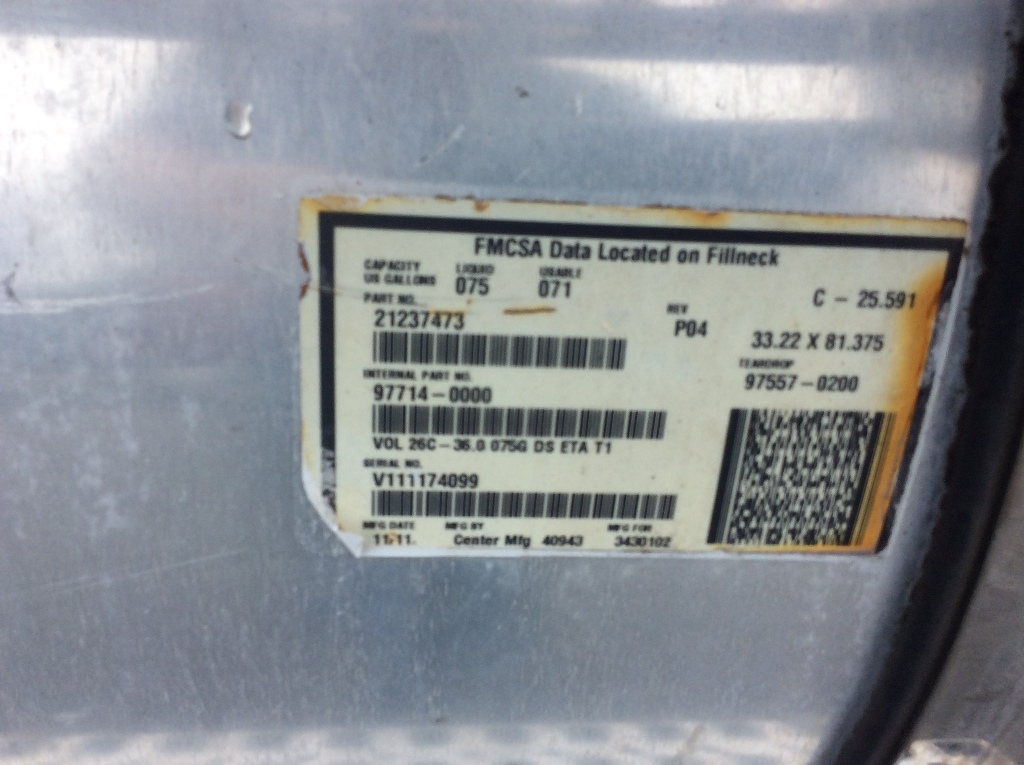 FMCSA Data Located on Fillneck
CAPACITY US GALLONS
LIQUID 075
USABLE 071
C - 25.591
PART NO.
21237473
REV P04
33.22 X 81.375
INTERNAL PART NO.
97714-0000
TEARDROP
97557-0200
VOL 26C-36.0 075G DS ETA T1
SERIAL NO.
V111174099
MFG DATE MFG BY MFG FOR
11-11. Center Mfg 40943 3430102